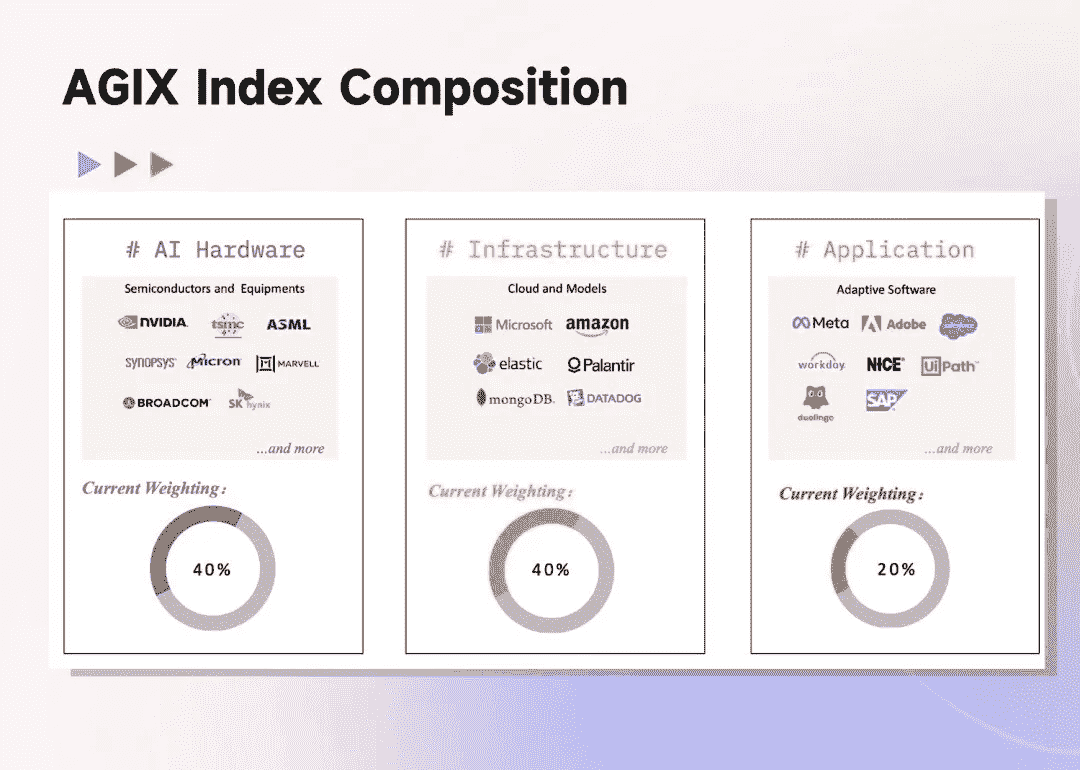 AGIX Index Composition
# AI Hardware
Semiconductors and Equipments
NVIDIA. tsmc ASML
SYNOPSYS® Micron MARVELL™
BROADCOM® SK hynix
...and more
Current Weighting:
40%
# Infrastructure
Cloud and Models
Microsoft amazon
elastic Palantir
mongoDB. DATADOG
...and more
Current Weighting:
40%
# Application
Adaptive Software
Meta Adobe salesforce
workday. NICE® UiPath™
duolingo SAP
...and more
Current Weighting:
20%